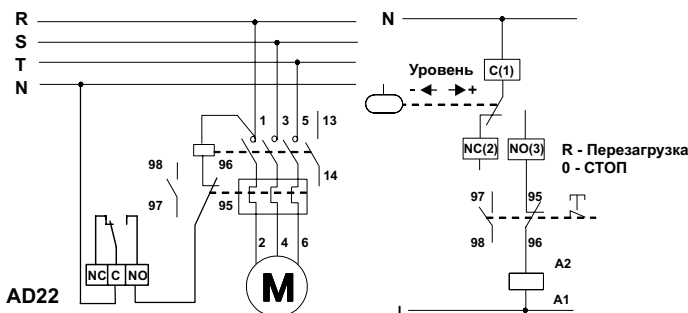 R
S
T
N
1 3 5 13
98 96 14
97 95
2 4 6
NC C NO
M
AD22
N
Уровень
- +
C(1)
NC(2) NO(3)
R - Перезагрузка
0 - СТОП
97 95
98 96
A2
A1
L